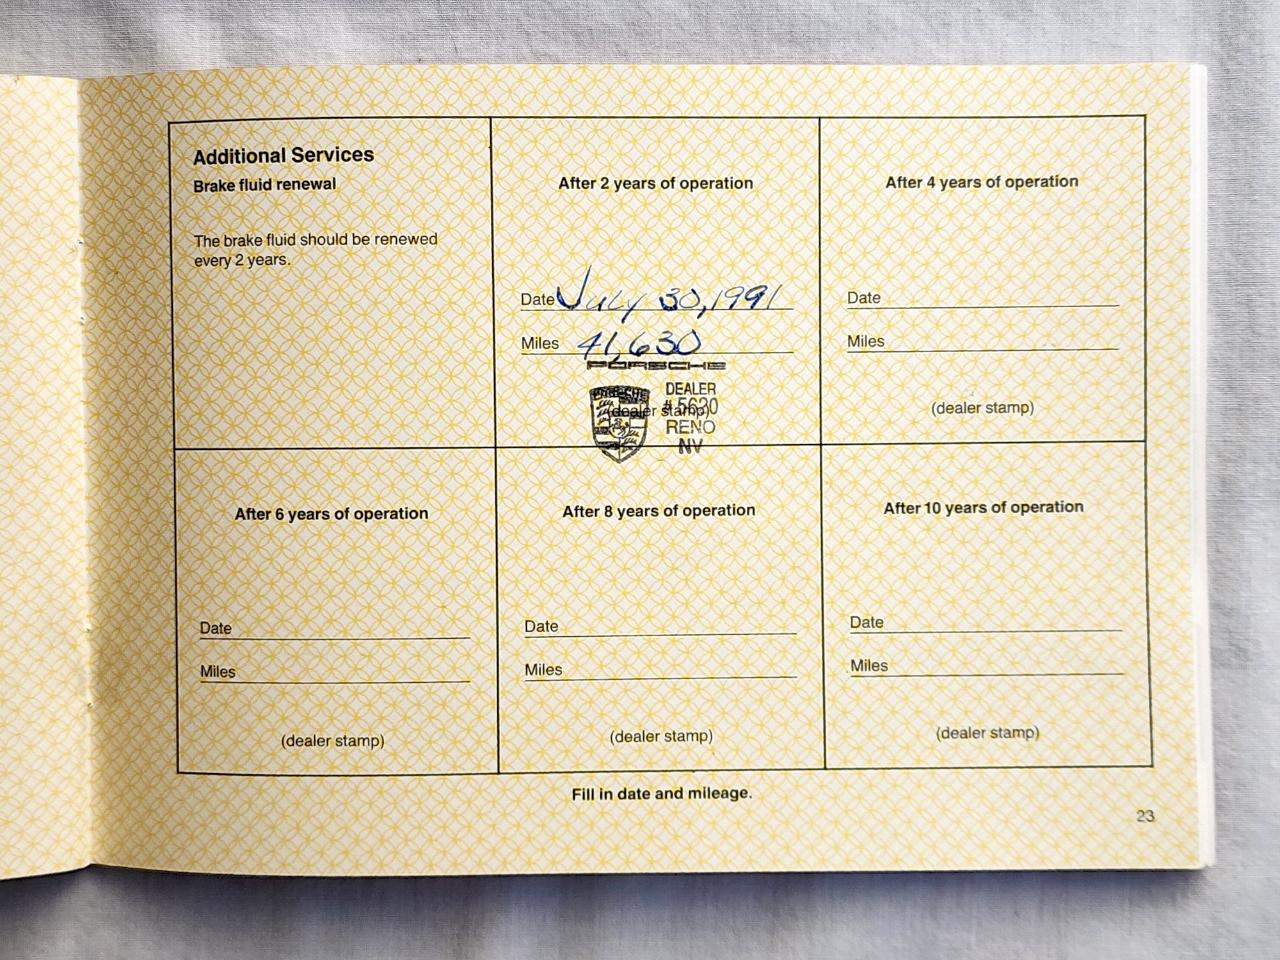 Additional Services
Brake fluid renewal
The brake fluid should be renewed
every 2 years.
After 2 years of operation
Date July 30, 1991
Miles 41,630
PORSCHE
PORSCHE
DEALER
(dealer stamp)
RENO
NV
After 4 years of operation
Date
Miles
(dealer stamp)
After 6 years of operation
Date
Miles
(dealer stamp)
After 8 years of operation
Date
Miles
(dealer stamp)
After 10 years of operation
Date
Miles
(dealer stamp)
Fill in date and mileage.
23